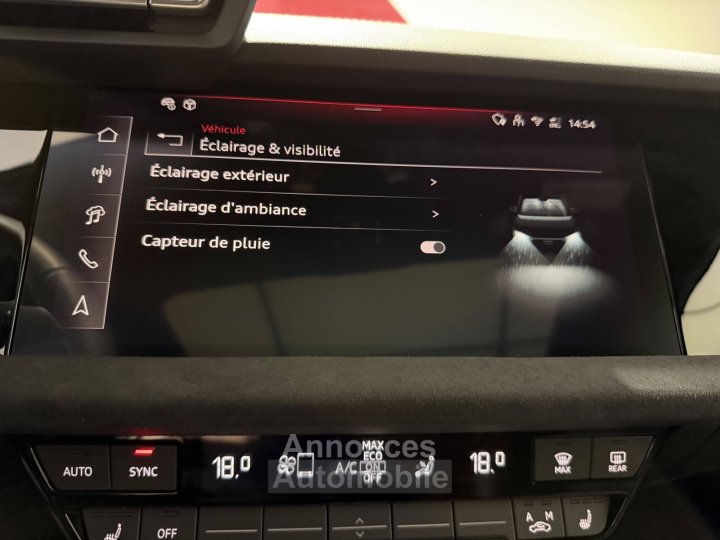 14:54
Véhicule
Éclairage & visibilité
Éclairage extérieur
Éclairage d'ambiance
Capteur de pluie
AUTO
SYNC
18.0
A/C
MAX
ECO
ON
OFF
18.0
MAX
REAR
OFF
A M
Annonces
Automobile